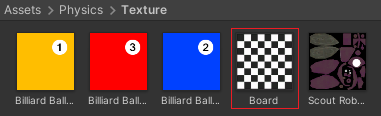 Assets > Physics > Texture
1
3
2
Billiard Ball...
Billiard Ball...
Billiard Ball...
Board
Scout Rob...